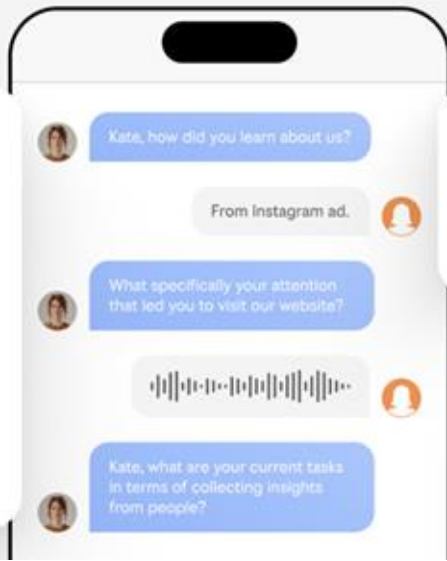 Kate, how did you learn about us?
From Instagram ad.
What specifically your attention
that led you to visit our website?
Kate, what are your current tasks
in terms of collecting insights
from people?